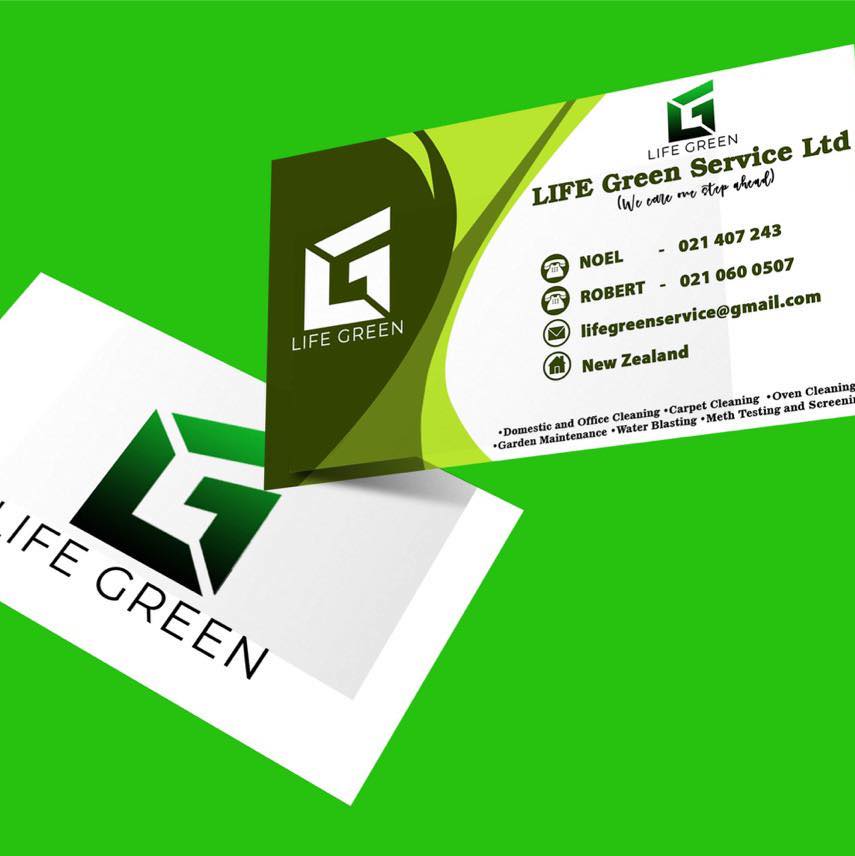 LIFE GREEN
LIFE Green Service Ltd
(We care one step ahead)
NOEL - 021 407 243
ROBERT - 021 060 0507
lifegreenservice@gmail.com
New Zealand
•Domestic and Office Cleaning •Carpet Cleaning •Oven Cleaning
•Garden Maintenance •Water Blasting •Meth Testing and Screenin
LIFE GREEN
LIFE GREEN